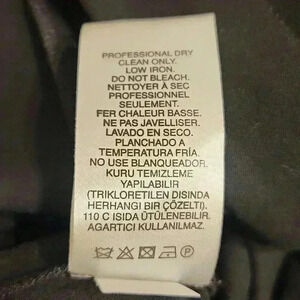 PROFESSIONAL DRY
CLEAN ONLY.
LOW IRON.
DO NOT BLEACH.
NETTOYER À SEC
PROFESSIONNEL
SEULEMENT.
FER CHALEUR BASSE.
NE PAS JAVELLISER.
LAVADO EN SECO.
PLANCHADO A
TEMPERATURA FRÍA.
NO USE BLANQUEADOR.
KURU TEMIZLEME
YAPILABILIR
(TRIKLORETILEN DISINDA
HERHANGI BIR ÇÖZELTI).
110 C ISIDA ÜTÜLENEBILIR.
AGARTICI KULLANILMAZ.
P